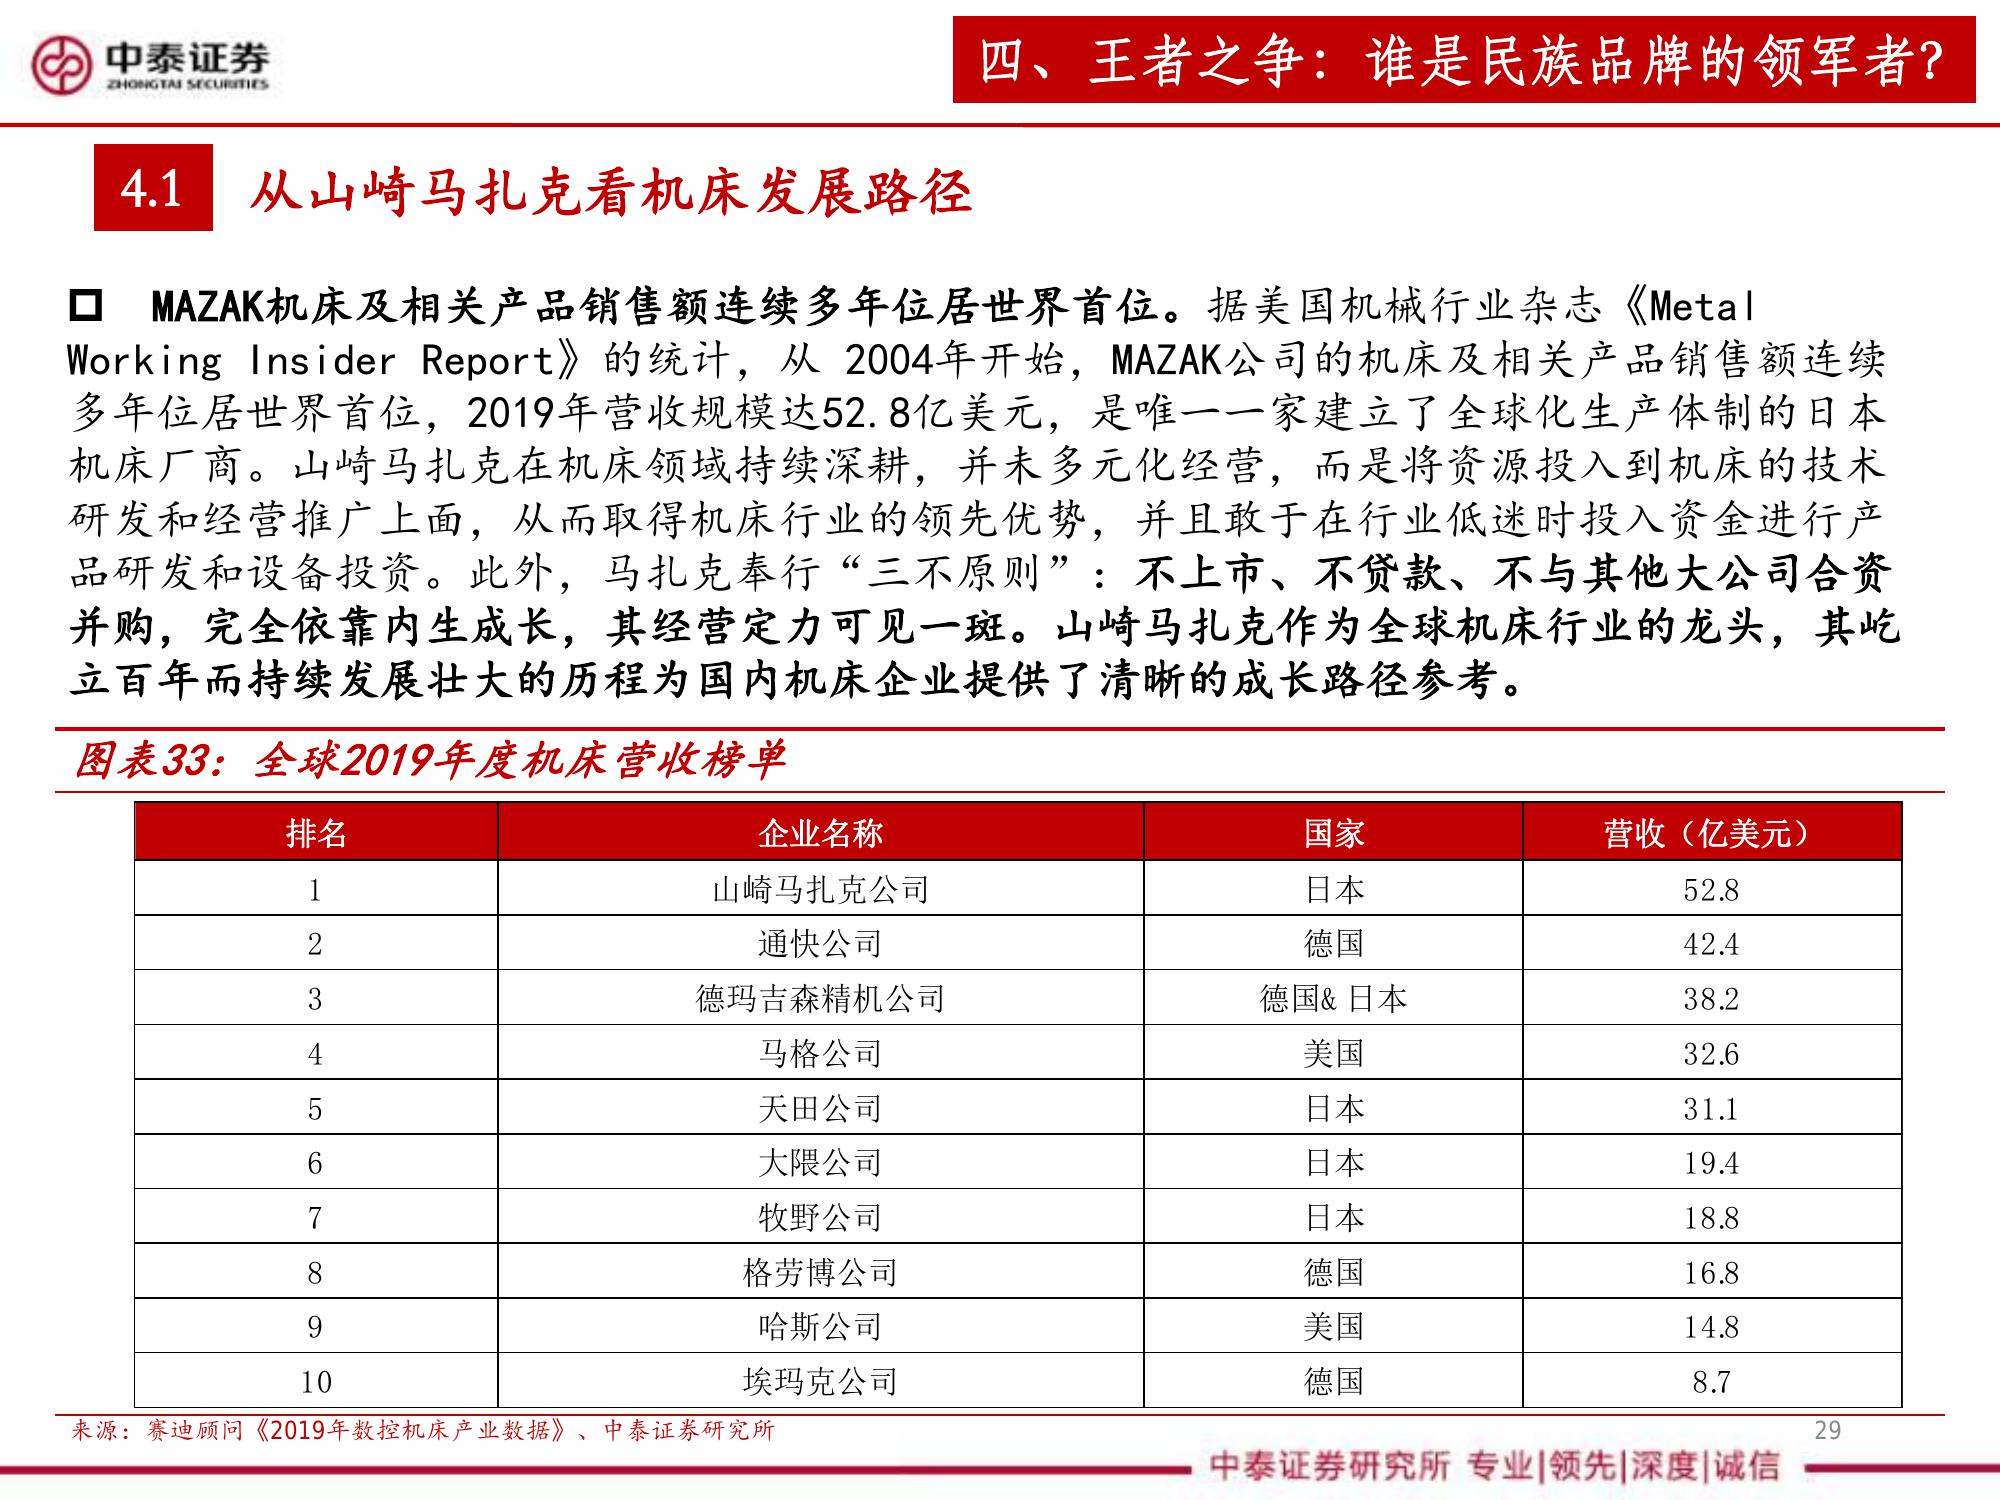 中泰证券
ZHONGTAI SECURITIES
四、王者之争：谁是民族品牌的领军者?
4.1 从山崎马扎克看机床发展路径
MAZAK机床及相关产品销售额连续多年位居世界首位。据美国机械行业杂志《Metal
Working Insider Report》的统计，从 2004年开始，MAZAK公司的机床及相关产品销售额连续
多年位居世界首位，2019年营收规模达52.8亿美元，是唯一一家建立了全球化生产体制的日本
机床厂商。山崎马扎克在机床领域持续深耕，并未多元化经营，而是将资源投入到机床的技术
研发和经营推广上面，从而取得机床行业的领先优势，并且敢于在行业低迷时投入资金进行产
品研发和设备投资。此外，马扎克奉行“三不原则”：不上市、不贷款、不与其他大公司合资
并购，完全依靠内生成长，其经营定力可见一斑。山崎马扎克作为全球机床行业的龙头，其屹
立百年而持续发展壮大的历程为国内机床企业提供了清晰的成长路径参考。
图表33：全球2019年度机床营收榜单
排名 企业名称 国家 营收（亿美元）
1 山崎马扎克公司 日本 52.8
2 通快公司 德国 42.4
3 德玛吉森精机公司 德国& 日本 38.2
4 马格公司 美国 32.6
5 天田公司 日本 31.1
6 大隈公司 日本 19.4
7 牧野公司 日本 18.8
8 格劳博公司 德国 16.8
9 哈斯公司 美国 14.8
10 埃玛克公司 德国 8.7
来源：赛迪顾问《2019年数控机床产业数据》、中泰证券研究所
29
中泰证券研究所 专业|领先|深度|诚信